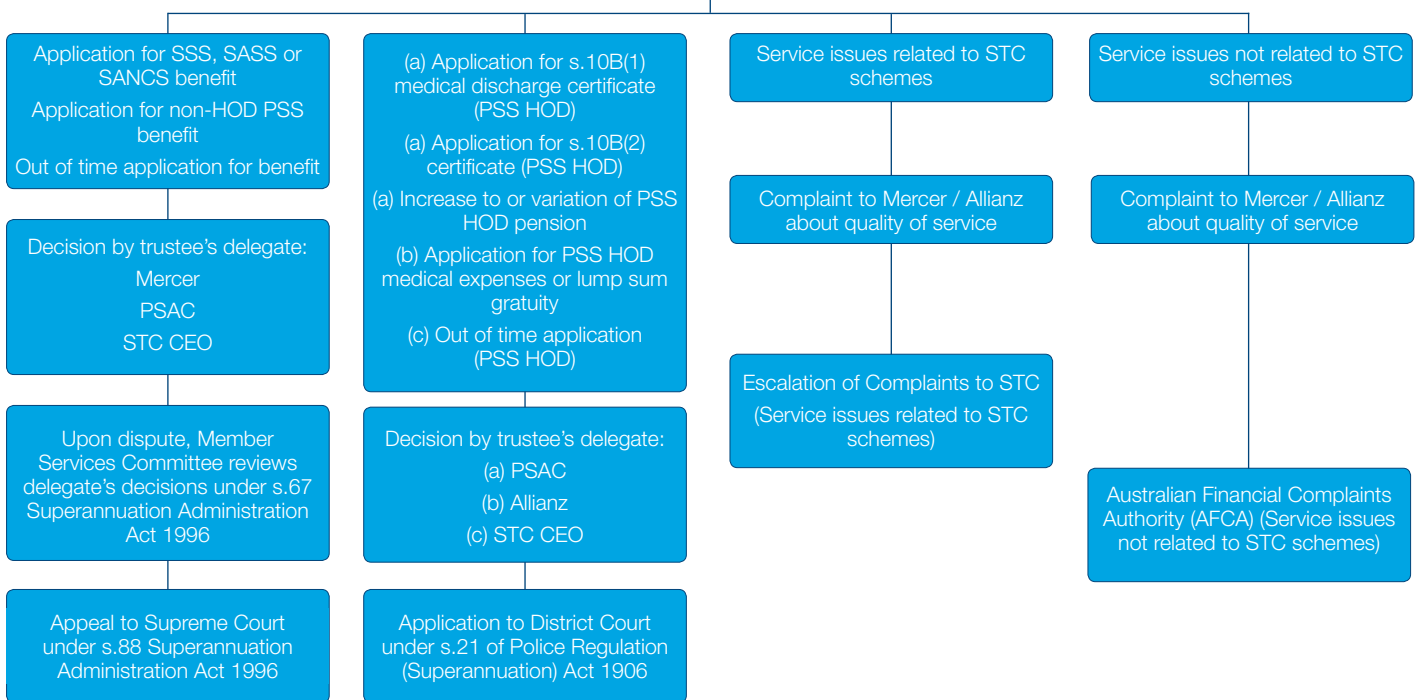 Application for SSS, SASS or
SANCS benefit
Application for non-HOD PSS
benefit
Out of time application for benefit
Decision by trustee's delegate:
Mercer
PSAC
STC CEO
Upon dispute, Member
Services Committee reviews
delegate's decisions under s.67
Superannuation Administration
Act 1996
Appeal to Supreme Court
under s.88 Superannuation
Administration Act 1996
(a) Application for s.10B(1)
medical discharge certificate
(PSS HOD)
(a) Application for s.10B(2)
certificate (PSS HOD)
(a) Increase to or variation of PSS
HOD pension
(b) Application for PSS HOD
medical expenses or lump sum
gratuity
(c) Out of time application
(PSS HOD)
Decision by trustee's delegate:
(a) PSAC
(b) Allianz
(c) STC CEO
Application to District Court
under s.21 of Police Regulation
(Superannuation) Act 1906
Service issues related to STC
schemes
Complaint to Mercer / Allianz
about quality of service
Escalation of Complaints to STC
(Service issues related to STC
schemes)
Service issues not related to STC
schemes
Complaint to Mercer / Allianz
about quality of service
Australian Financial Complaints
Authority (AFCA) (Service issues
not related to STC schemes)